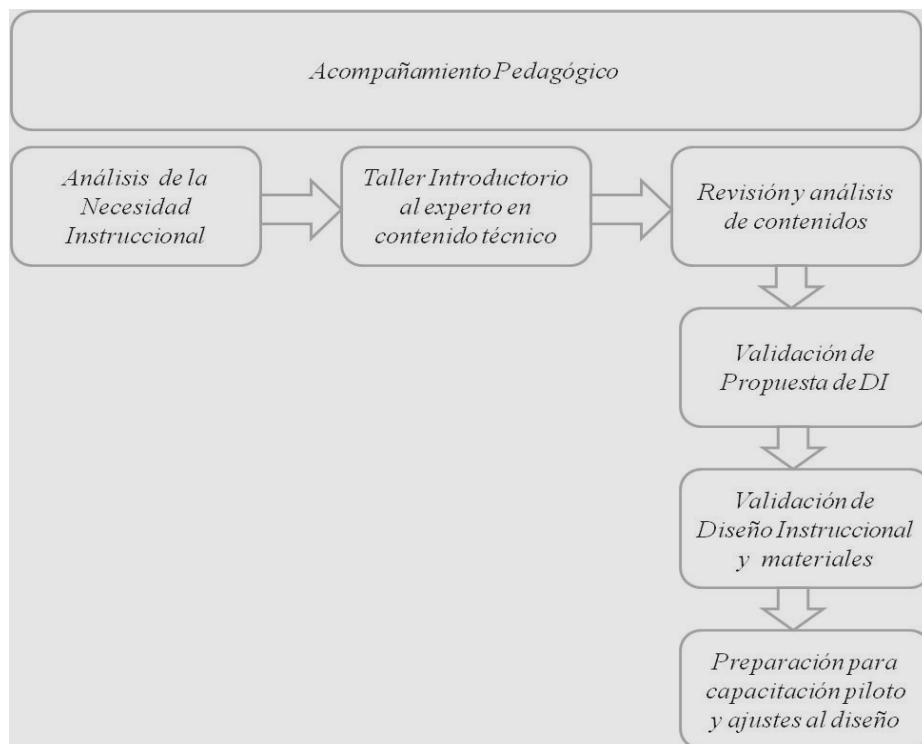 Acompañamiento Pedagógico
Análisis de la
Necesidad
Instruccional
Taller Introductorio
al experto en
contenido técnico
Revisión y análisis
de contenidos
Validación de
Propuesta de DI
Validación de
Diseño Instruccional
y materiales
Preparación para
capacitación piloto
y ajustes al diseño